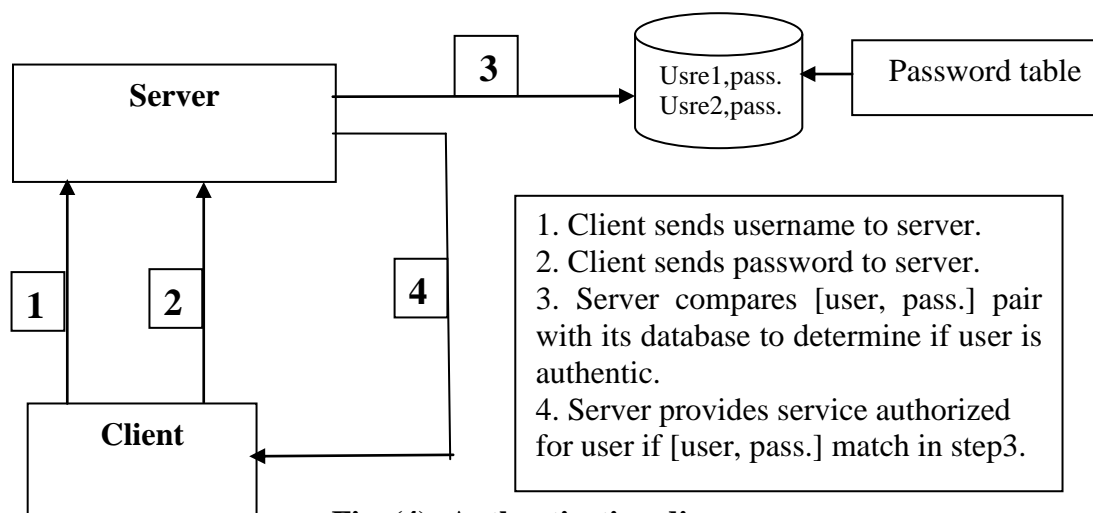 3
Usre1,pass.
Usre2,pass.
Password table
Server
1. Client sends username to server.
2. Client sends password to server.
3. Server compares [user, pass.] pair
with its database to determine if user is
authentic.
4. Server provides service authorized
for user if [user, pass.] match in step3.
1
2
4
Client